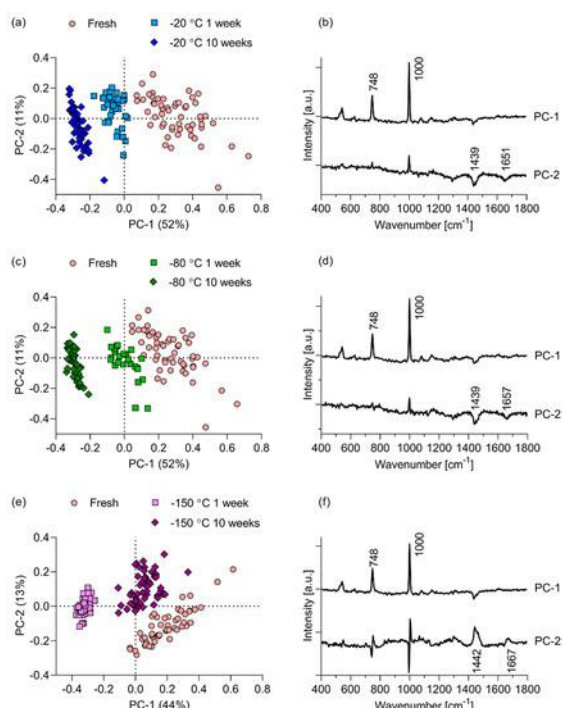 (a)
Fresh
-20 °C 1 week
-20 °C 10 weeks
PC-2 (11%)
0.4
0.2
0.0
-0.2
-0.4
-0.4 -0.2 0.0 0.2 0.4 0.6 0.8
PC-1 (52%)
(b)
Intensity [a.u.]
748
1000
PC-1
1439
1651
PC-2
400 600 800 1000 1200 1400 1600 1800
Wavenumber [cm⁻¹]
(c)
Fresh
-80 °C 1 week
-80 °C 10 weeks
PC-2 (11%)
0.4
0.2
0.0
-0.2
-0.4
-0.4 -0.2 0.0 0.2 0.4 0.6 0.8
PC-1 (52%)
(d)
Intensity [a.u.]
748
1000
PC-1
1439
1657
PC-2
400 600 800 1000 1200 1400 1600 1800
Wavenumber [cm⁻¹]
(e)
Fresh
-150 °C 1 week
-150 °C 10 weeks
PC-2 (13%)
0.4
0.2
0.0
-0.2
-0.4
-0.4 -0.2 0.0 0.2 0.4 0.6 0.8
PC-1 (44%)
(f)
Intensity [a.u.]
748
1000
PC-1
1442
1667
PC-2
400 600 800 1000 1200 1400 1600 1800
Wavenumber [cm⁻¹]